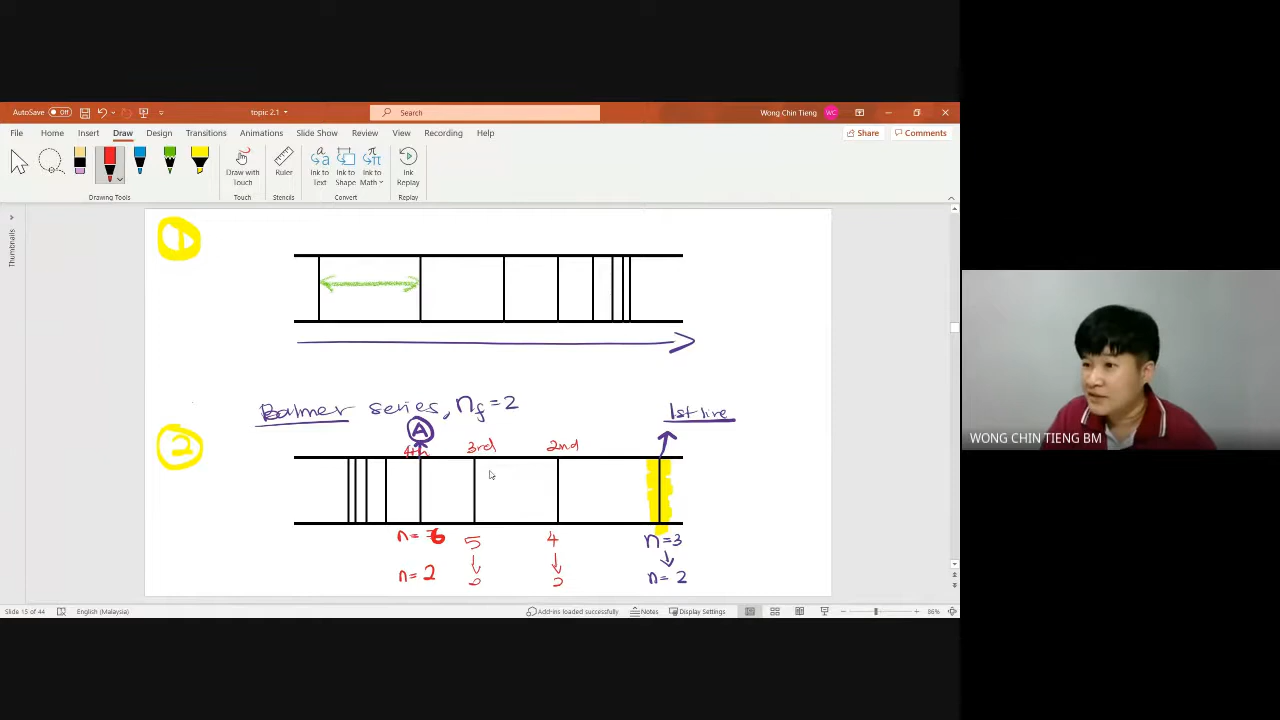 AutoSave Off topic 2.1 Search Wong Chin Tieng WC
File Home Insert Draw Design Transitions Animations Slide Show Review View Recording Help Share Comments
Draw with Touch
Ruler
Ink to Text
Ink to Shape
Ink to Math
Ink Replay
Drawing Tools Touch Stencils Convert Replay
Thumbnails
1
Balmer series, nf = 2
1st line
A
2
4th 3rd 2nd
n = 6 5 4 n = 3
n = 2 2 2 n = 2
WONG CHIN TIENG BM
Slide 15 of 44 English (Malaysia) Add-ins loaded successfully Notes Display Settings 86%